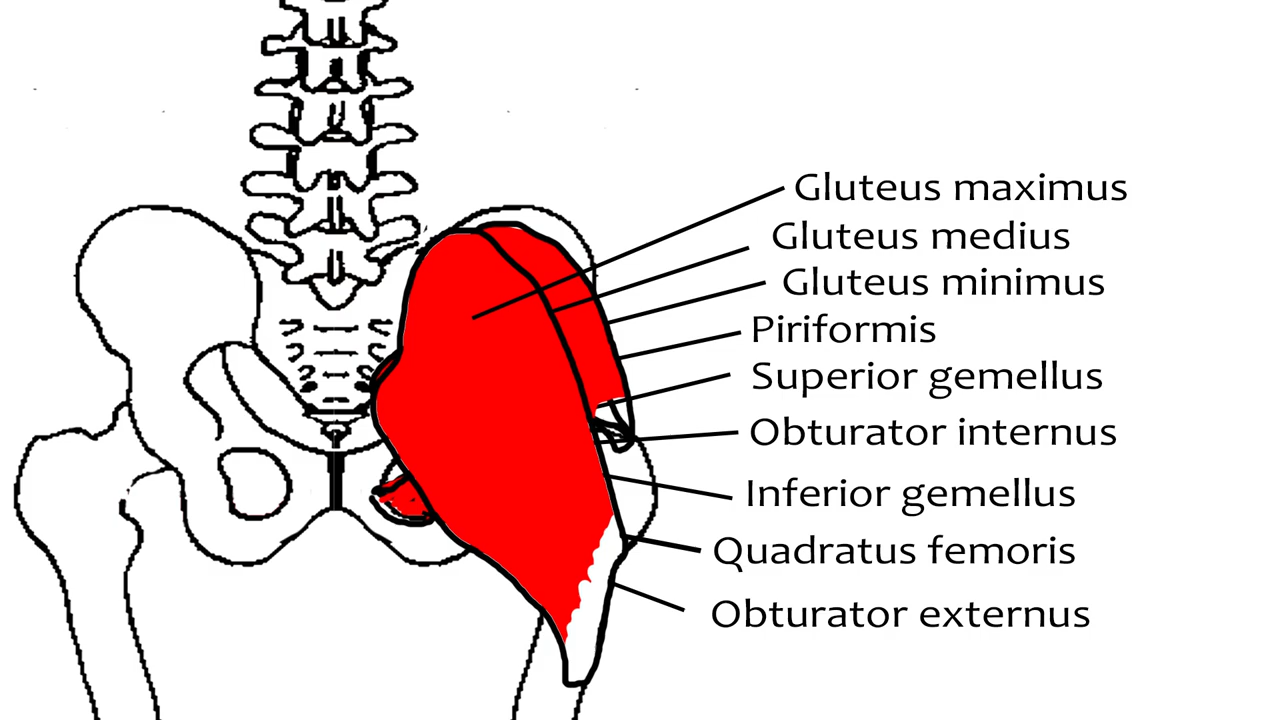 Gluteus maximus
Gluteus medius
Gluteus minimus
Piriformis
Superior gemellus
Obturator internus
Inferior gemellus
Quadratus femoris
Obturator externus